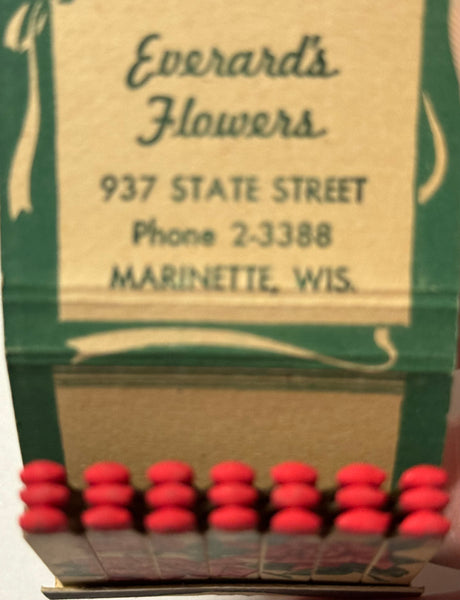 Everard's
Flowers
937 STATE STREET
Phone 2-3388
MARINETTE, WIS.